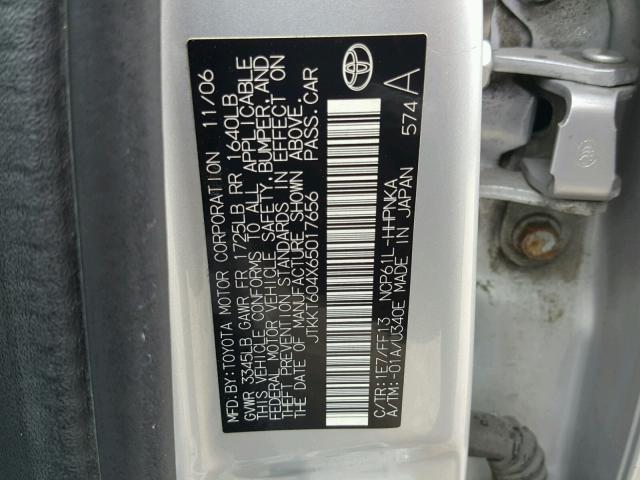 MFD.BY:TOYOTA MOTOR CORPORATION 11/06
GVWR 3345LB GAWR FR 1725LB RR 1640LB
THIS VEHICLE CONFORMS TO ALL APPLICABLE
FEDERAL MOTOR VEHICLE SAFETY, BUMPER, AND
THEFT PREVENTION STANDARDS IN EFFECT ON
THE DATE OF MANUFACTURE SHOWN ABOVE.
JTKKT604X65017656 PASS.CAR
C/TR:1E7/FF13 NCP61L-HHPNKA
A/TM:-01A/U340E MADE IN JAPAN
574 A